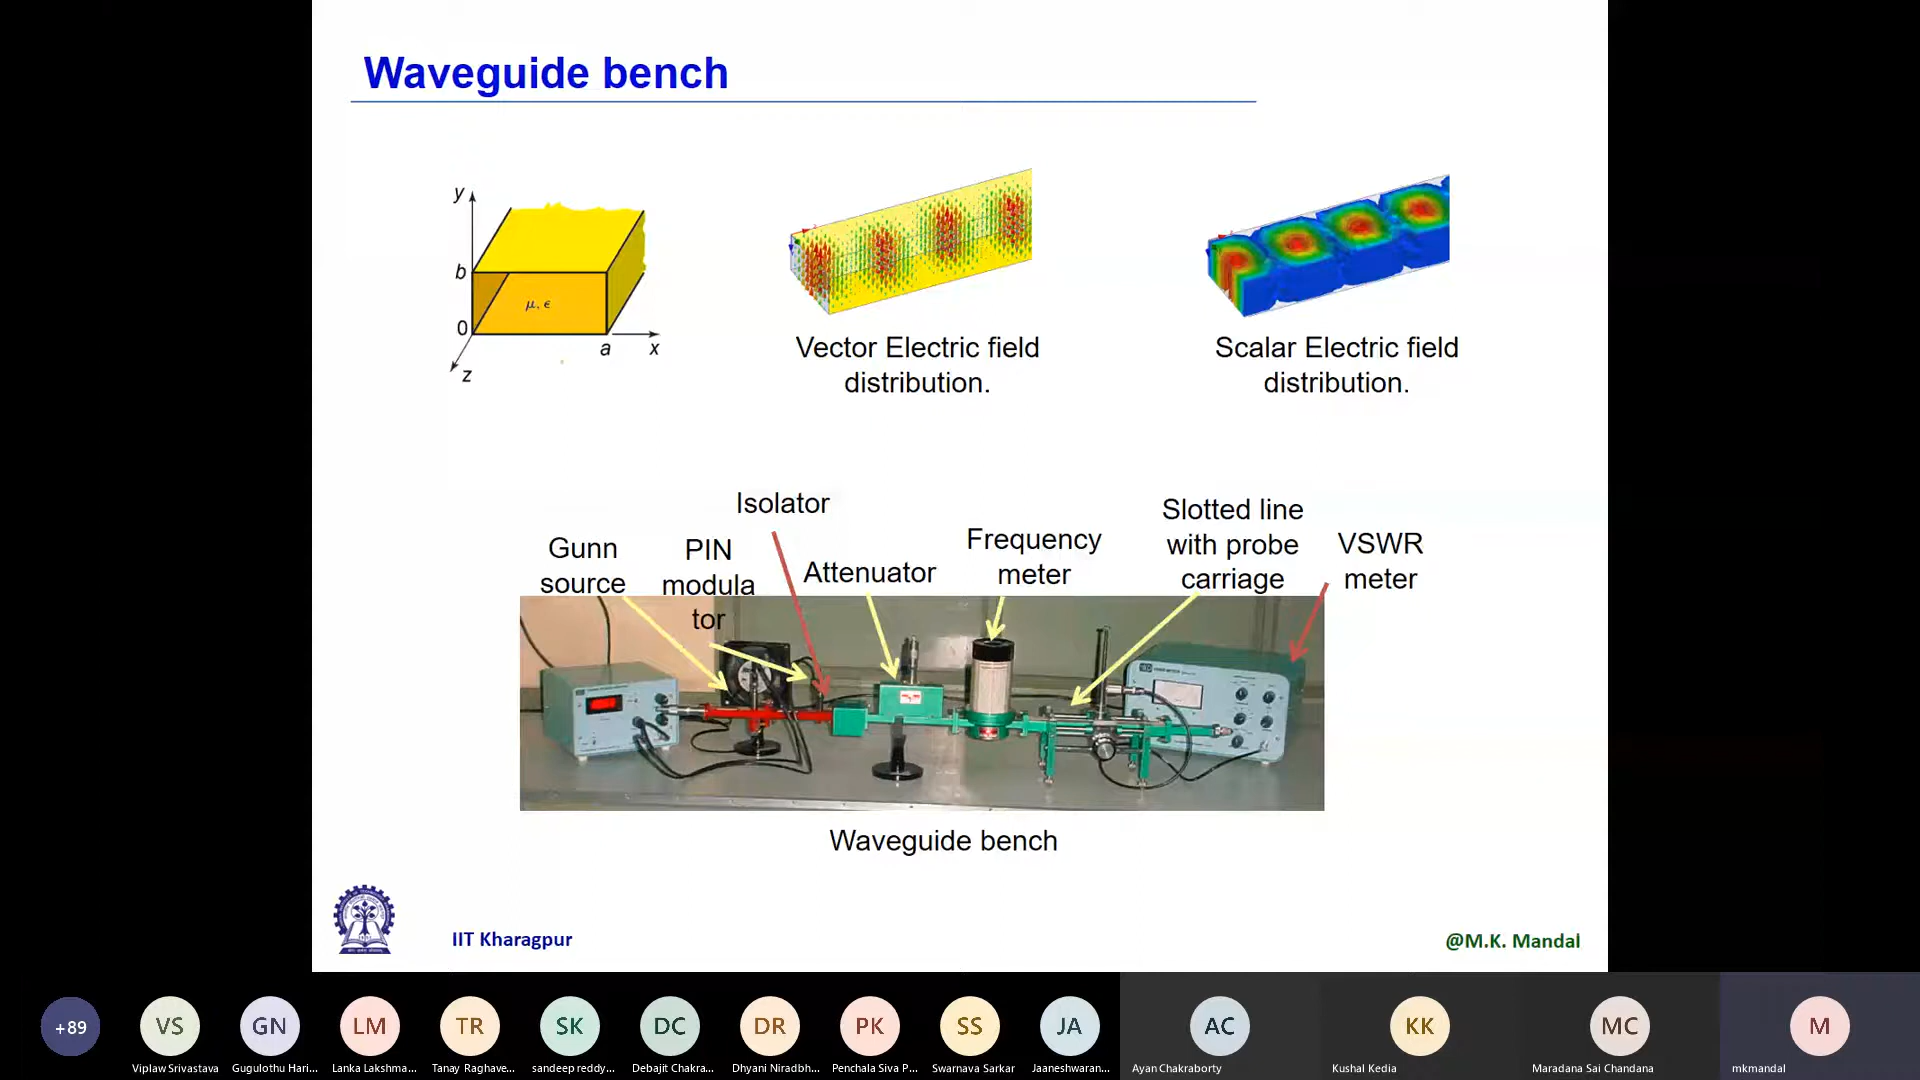 Waveguide bench
y
b
μ, ϵ
0
a
x
z
Vector Electric field
distribution.
Scalar Electric field
distribution.
Isolator
Gunn
source
PIN
modula
tor
Attenuator
Frequency
meter
Slotted line
with probe
carriage
VSWR
meter
Waveguide bench
IIT Kharagpur
@M.K. Mandal
+89
VS
GN
LM
TR
SK
DC
DR
PK
SS
JA
AC
KK
MC
M
Viplaw Srivastava
Gugulothu Hari...
Lanka Lakshma...
Tanay Raghave...
sandeep reddy...
Debajit Chakra...
Dhyani Niradbh...
Penchala Siva P...
Swarnava Sarkar
Jaaneshwaran...
Ayan Chakraborty
Kushal Kedia
Maradana Sai Chandana
mkmandal